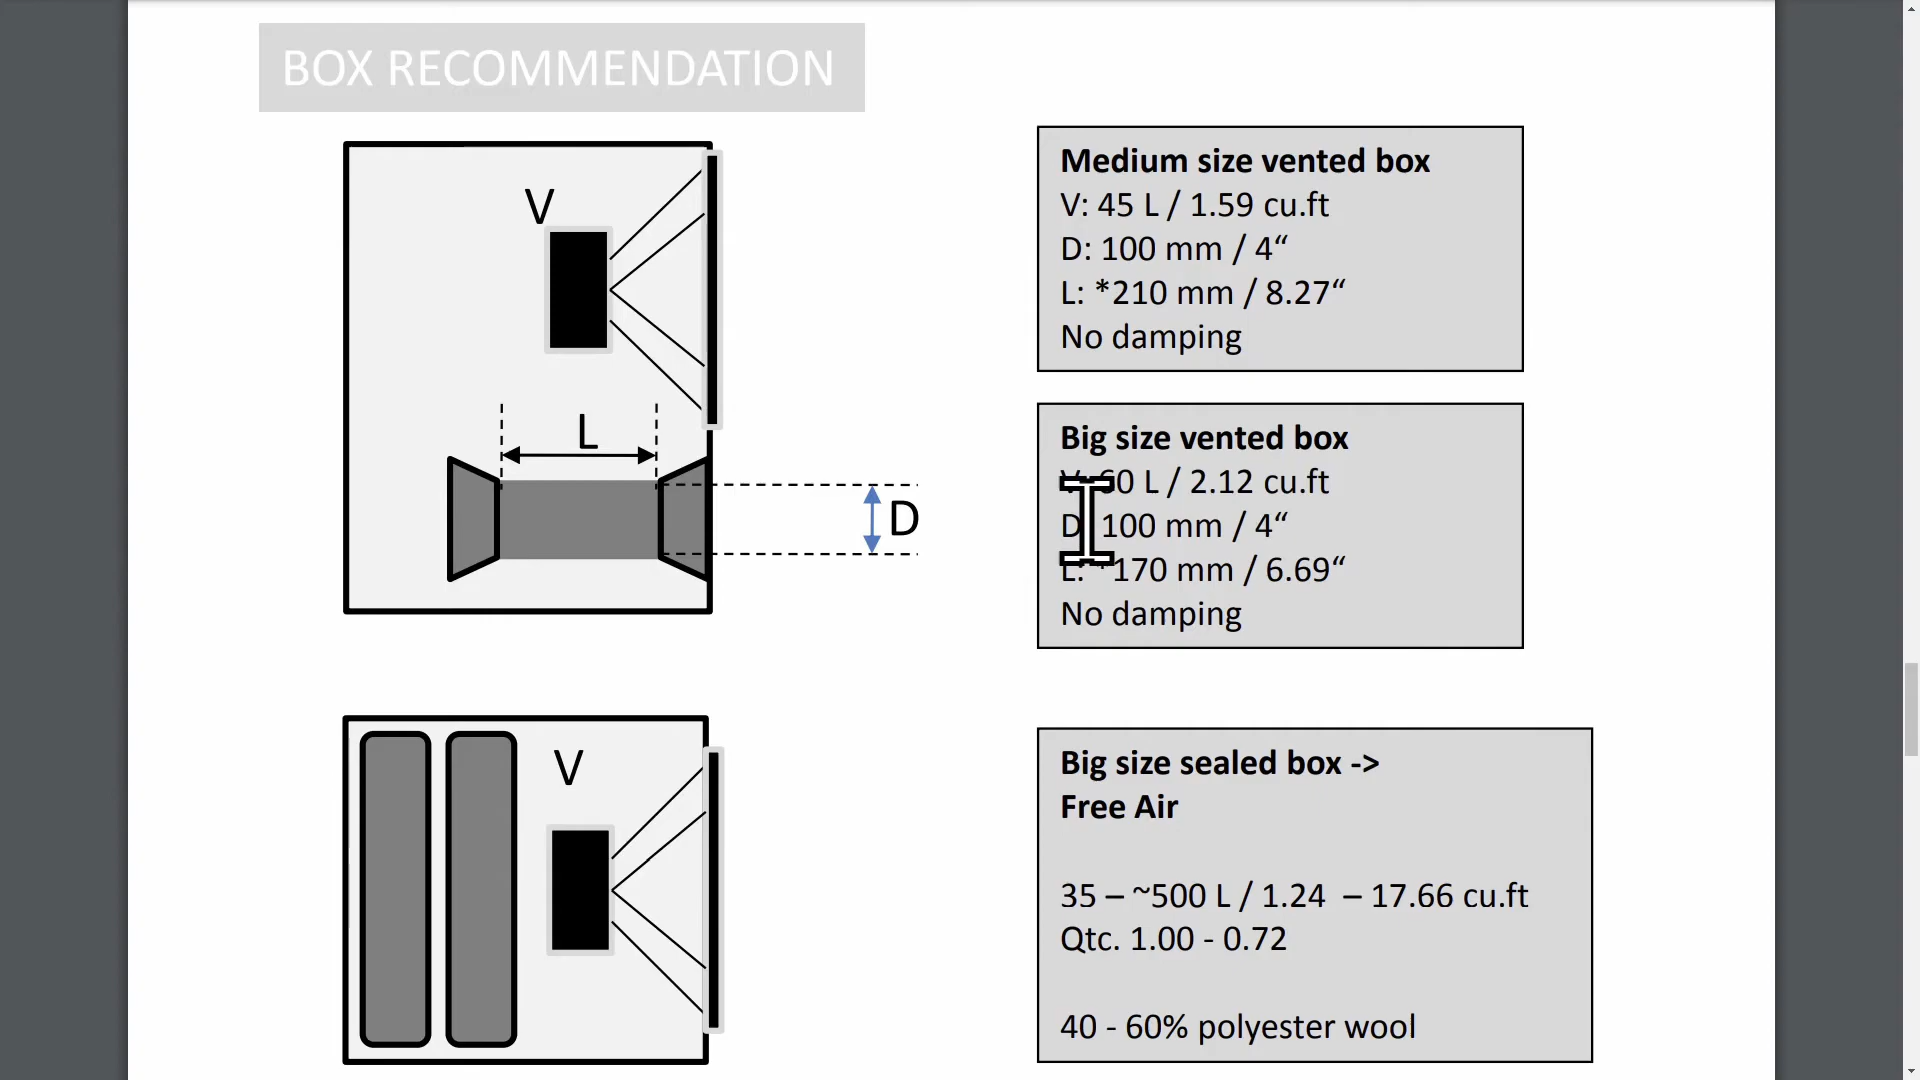 BOX RECOMMENDATION
V
L
D
Medium size vented box
V: 45 L / 1.59 cu.ft
D: 100 mm / 4“
L: *210 mm / 8.27“
No damping
Big size vented box
V: 60 L / 2.12 cu.ft
D: 100 mm / 4“
L: *170 mm / 6.69“
No damping
V
Big size sealed box ->
Free Air
35 – ~500 L / 1.24 – 17.66 cu.ft
Qtc. 1.00 - 0.72
40 - 60% polyester wool